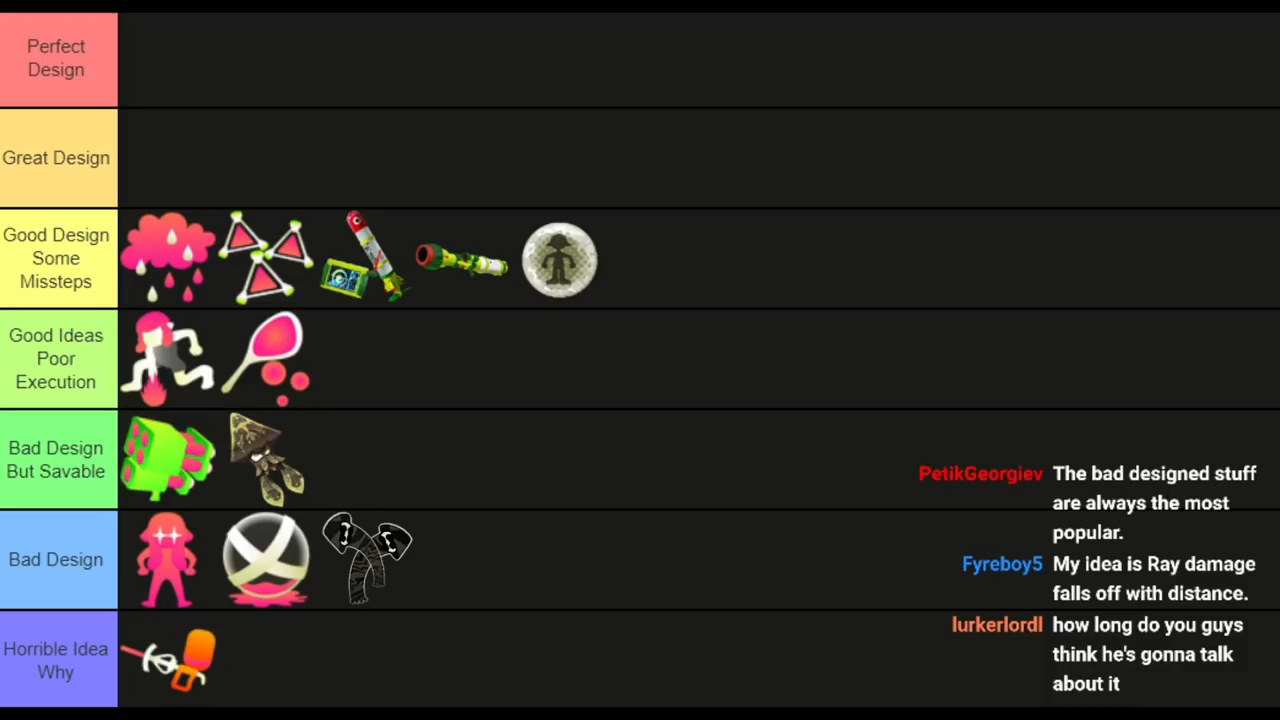 Perfect
Design
Great Design
Good Design
Some
Missteps
Good Ideas
Poor
Execution
Bad Design
But Savable
Bad Design
Horrible Idea
Why
PetikGeorgiev The bad designed stuff
are always the most
popular.
Fyreboy5 My idea is Ray damage
falls off with distance.
lurkerlordl how long do you guys
think he's gonna talk
about it